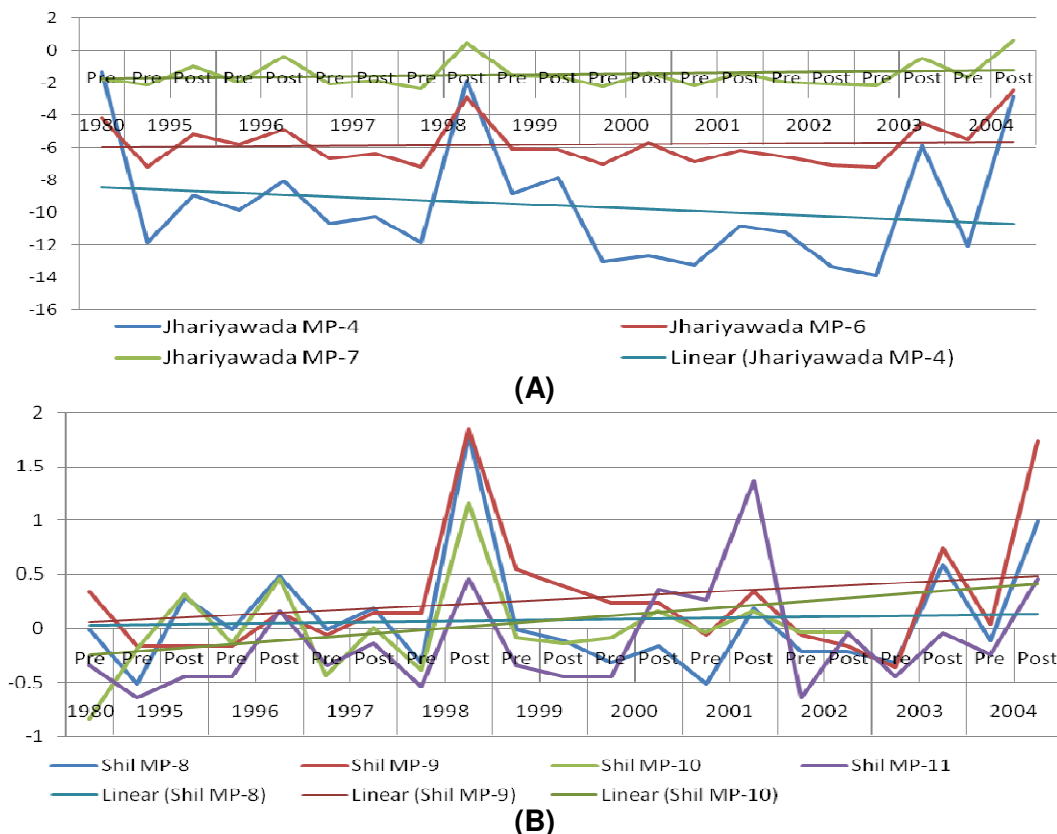 2
0
-2 Pre Pre Post Pre Post Pre Post Pre Post Pre Post Pre Post Pre Post Pre Post Pre Post Pre Post
-4
1980 1995 1996 1997 1998 1999 2000 2001 2002 2003 2004
-6
-8
-10
-12
-14
-16
Jhariyawada MP-4 Jhariyawada MP-6
Jhariyawada MP-7 Linear (Jhariyawada MP-4)
(A)
2
1.5
1
0.5
0
Pre Pre Post Pre Post Pre Post Pre Post Pre Post Pre Post Pre Post Pre Post Pre Post Pre Post
-0.5
1980 1995 1996 1997 1998 1999 2000 2001 2002 2003 2004
-1
Shil MP-8 Shil MP-9 Shil MP-10 Shil MP-11
Linear (Shil MP-8) Linear (Shil MP-9) Linear (Shil MP-10)
(B)